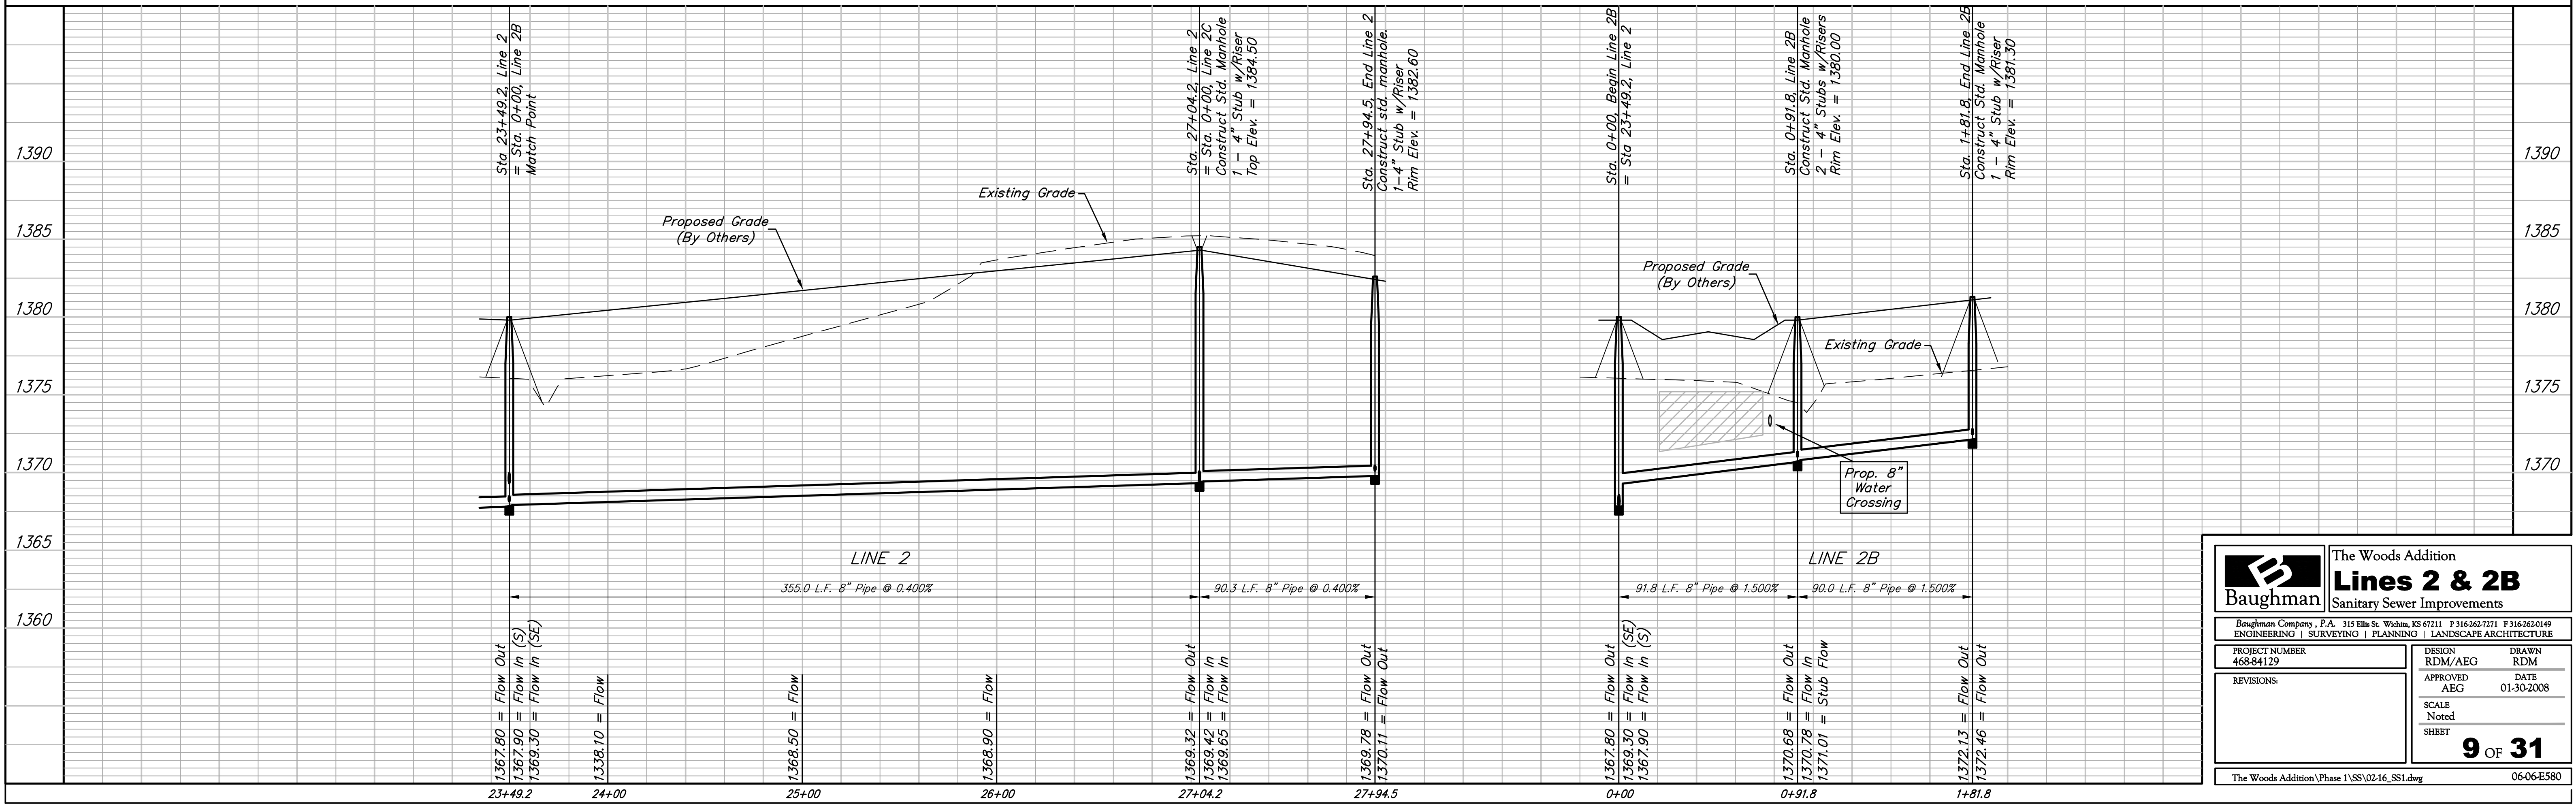 Sta 23+49.2, Line 2
= Sta. 0+00, Line 2B
Match Point
Sta. 27+04.2, Line 2
= Sta. 0+00, Line 2C
Construct Std. Manhole
1 - 4" Stub w/Riser
Top Elev. = 1384.50
Sta. 27+94.5, End Line 2
Construct std. manhole.
1-4" Stub w/Riser
Rim Elev. = 1382.60
Sta. 0+00, Begin Line 2B
= Sta 23+49.2, Line 2
Sta. 0+91.8, Line 2B
Construct Std. Manhole
2 - 4" Stubs w/Risers
Rim Elev. = 1380.00
Sta. 1+81.8, End Line 2B
Construct Std. Manhole
1 - 4" Stub w/Riser
Rim Elev. = 1381.30
1390
1385
1380
1375
1370
1365
1360
1390
1385
1380
1375
1370
Proposed Grade
(By Others)
Existing Grade
Proposed Grade
(By Others)
Existing Grade
Prop. 8"
Water
Crossing
LINE 2
355.0 L.F. 8" Pipe @ 0.400%
90.3 L.F. 8" Pipe @ 0.400%
LINE 2B
91.8 L.F. 8" Pipe @ 1.500%
90.0 L.F. 8" Pipe @ 1.500%
1367.80 = Flow Out
1367.90 = Flow In (S)
1369.30 = Flow In (SE)
1338.10 = Flow
1368.50 = Flow
1368.90 = Flow
1369.32 = Flow Out
1369.42 = Flow In
1369.65 = Flow In
1369.78 = Flow Out
1370.11 = Flow Out
1367.80 = Flow Out
1369.30 = Flow In (SE)
1367.90 = Flow In (S)
1370.68 = Flow Out
1370.78 = Flow In
1371.01 = Stub Flow
1372.13 = Flow Out
1372.46 = Flow Out
23+49.2
24+00
25+00
26+00
27+04.2
27+94.5
0+00
0+91.8
1+81.8
B
Baughman
The Woods Addition
Lines 2 & 2B
Sanitary Sewer Improvements
Baughman Company, P.A. 315 Ellis St. Wichita, KS 67211 P 316-262-7271 F 316-262-0149
ENGINEERING | SURVEYING | PLANNING | LANDSCAPE ARCHITECTURE
PROJECT NUMBER
468-84129
REVISIONS:
DESIGN
RDM/AEG
DRAWN
RDM
APPROVED
AEG
DATE
01-30-2008
SCALE
Noted
SHEET
9 OF 31
The Woods Addition\Phase 1\SS\02-16_SS1.dwg
06-06-E580